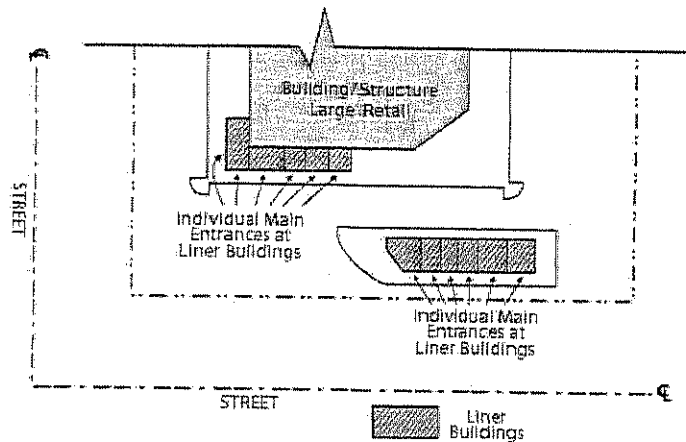 ℄
Building/Structure
Large Retail
STREET
Individual Main
Entrances at
Liner Buildings
Individual Main
Entrances at
Liner Buildings
STREET
℄
Liner
Buildings